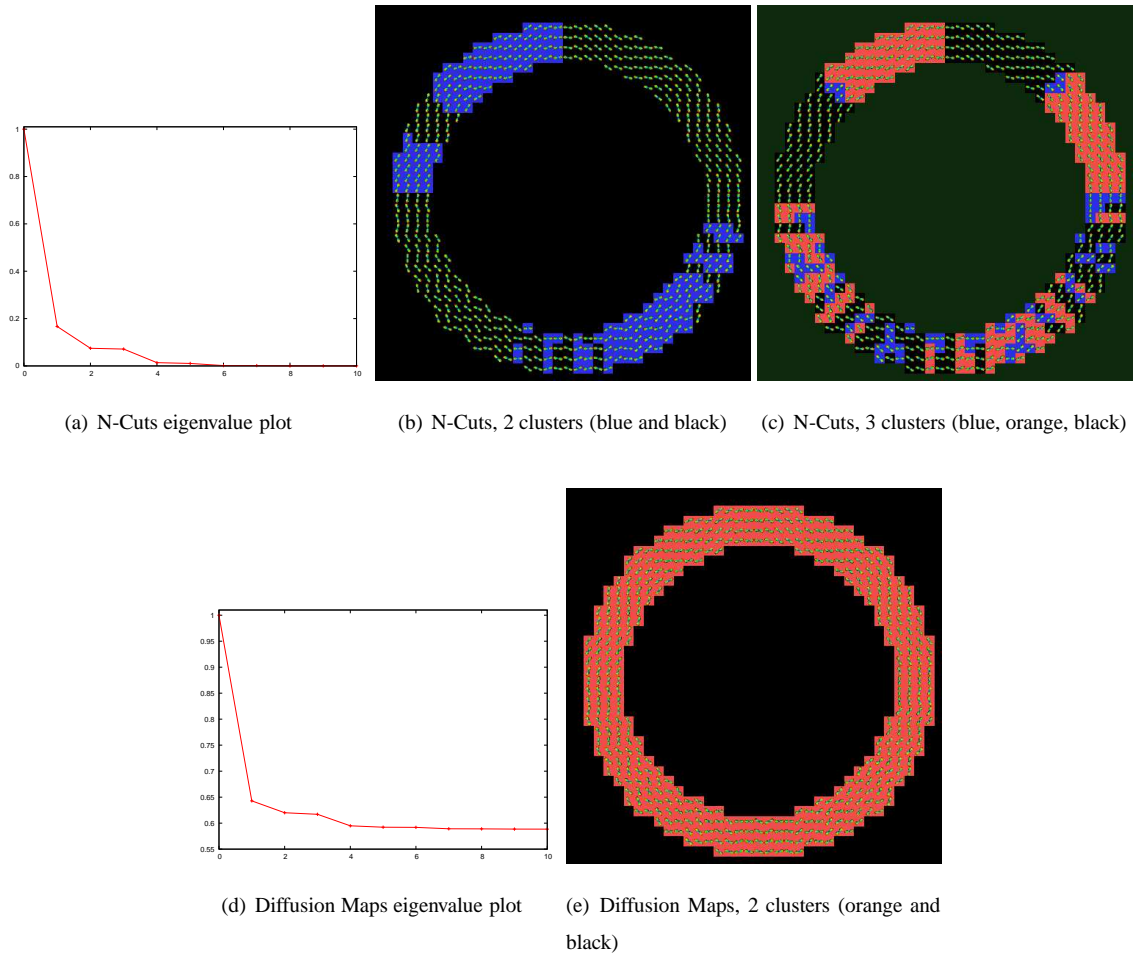 1
0.8
0.6
0.4
0.2
0
0 2 4 6 8 10
(a) N-Cuts eigenvalue plot
(b) N-Cuts, 2 clusters (blue and black)
(c) N-Cuts, 3 clusters (blue, orange, black)
1
0.95
0.9
0.85
0.8
0.75
0.7
0.65
0.6
0.55
0 2 4 6 8 10
(d) Diffusion Maps eigenvalue plot
(e) Diffusion Maps, 2 clusters (orange and
black)